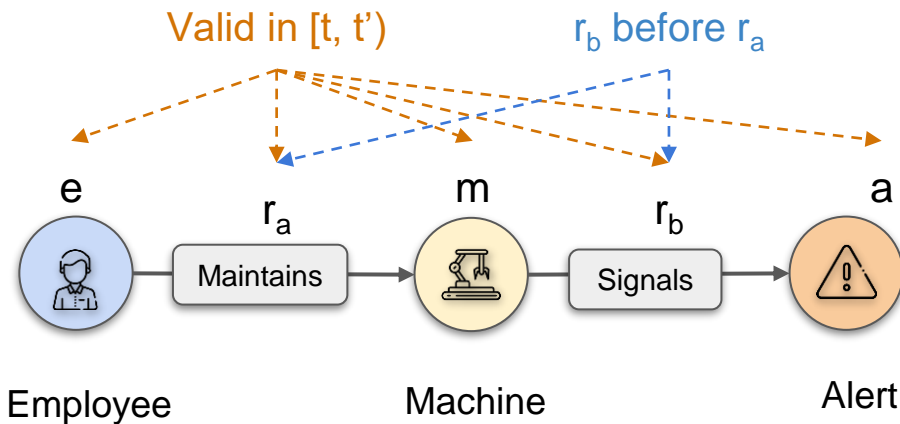 Valid in [t, t’)
r_b before r_a
e
r_a
m
r_b
a
Maintains
Signals
Employee
Machine
Alert